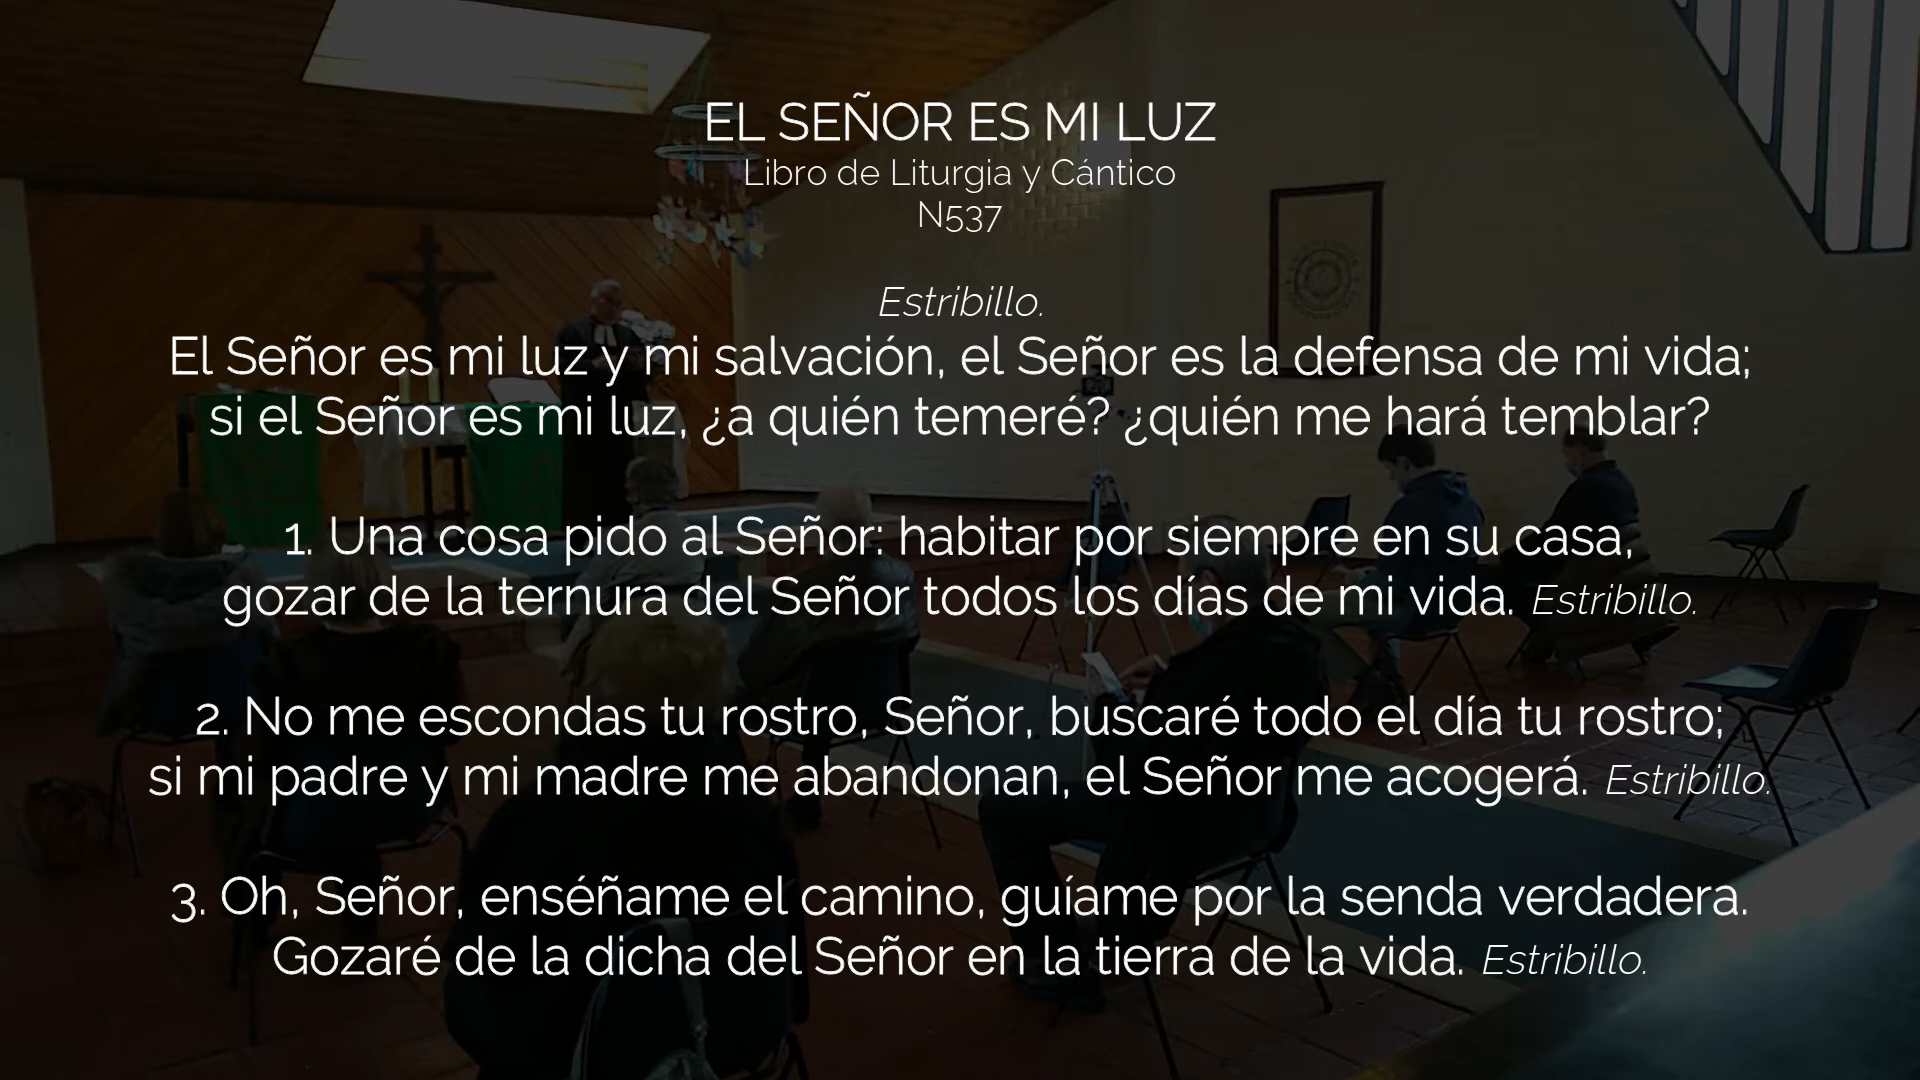 EL SEÑOR ES MI LUZ
Libro de Liturgia y Cántico
N537
Estribillo.
El Señor es mi luz y mi salvación, el Señor es la defensa de mi vida;
si el Señor es mi luz, ¿a quién temeré? ¿quién me hará temblar?
1. Una cosa pido al Señor: habitar por siempre en su casa,
gozar de la ternura del Señor todos los días de mi vida. Estribillo.
2. No me escondas tu rostro, Señor, buscaré todo el día tu rostro;
si mi padre y mi madre me abandonan, el Señor me acogerá. Estribillo.
3. Oh, Señor, enséñame el camino, guíame por la senda verdadera.
Gozaré de la dicha del Señor en la tierra de la vida. Estribillo.